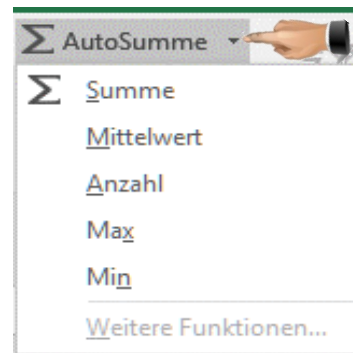 Σ AutoSumme
Σ Summe
Mittelwert
Anzahl
Max
Min
Weitere Funktionen...